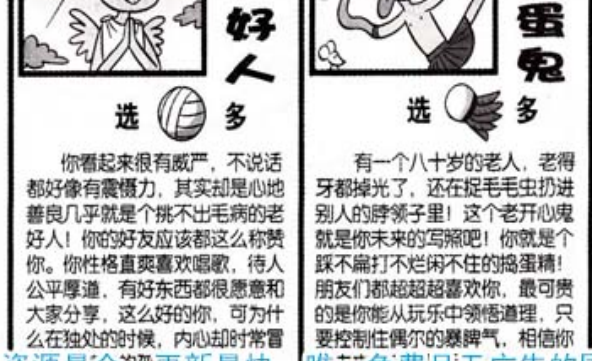 好人
选 多
你看起来很有威严，不说话
都好像有震慑力，其实却是心地
善良几乎就是个挑不出毛病的老
好人！你的好友应该都这么称赞
你。你性格直爽喜欢唱歌，待人
公平厚道，有好东西都很愿意和
大家分享，这么好的你，可为什
么在独处的时候，内心却时常冒
蛋鬼
选 多
有一个八十岁的老人，老得
牙都掉光了，还在捉毛毛虫扔进
别人的脖领子里！这个老开心鬼
就是你未来的写照吧！你就是个
踩不扁打不烂闲不住的捣蛋精！
朋友们都超超超喜欢你，最可贵
的是你能从玩乐中领悟道理，只
要控制住偶尔的暴脾气，相信你